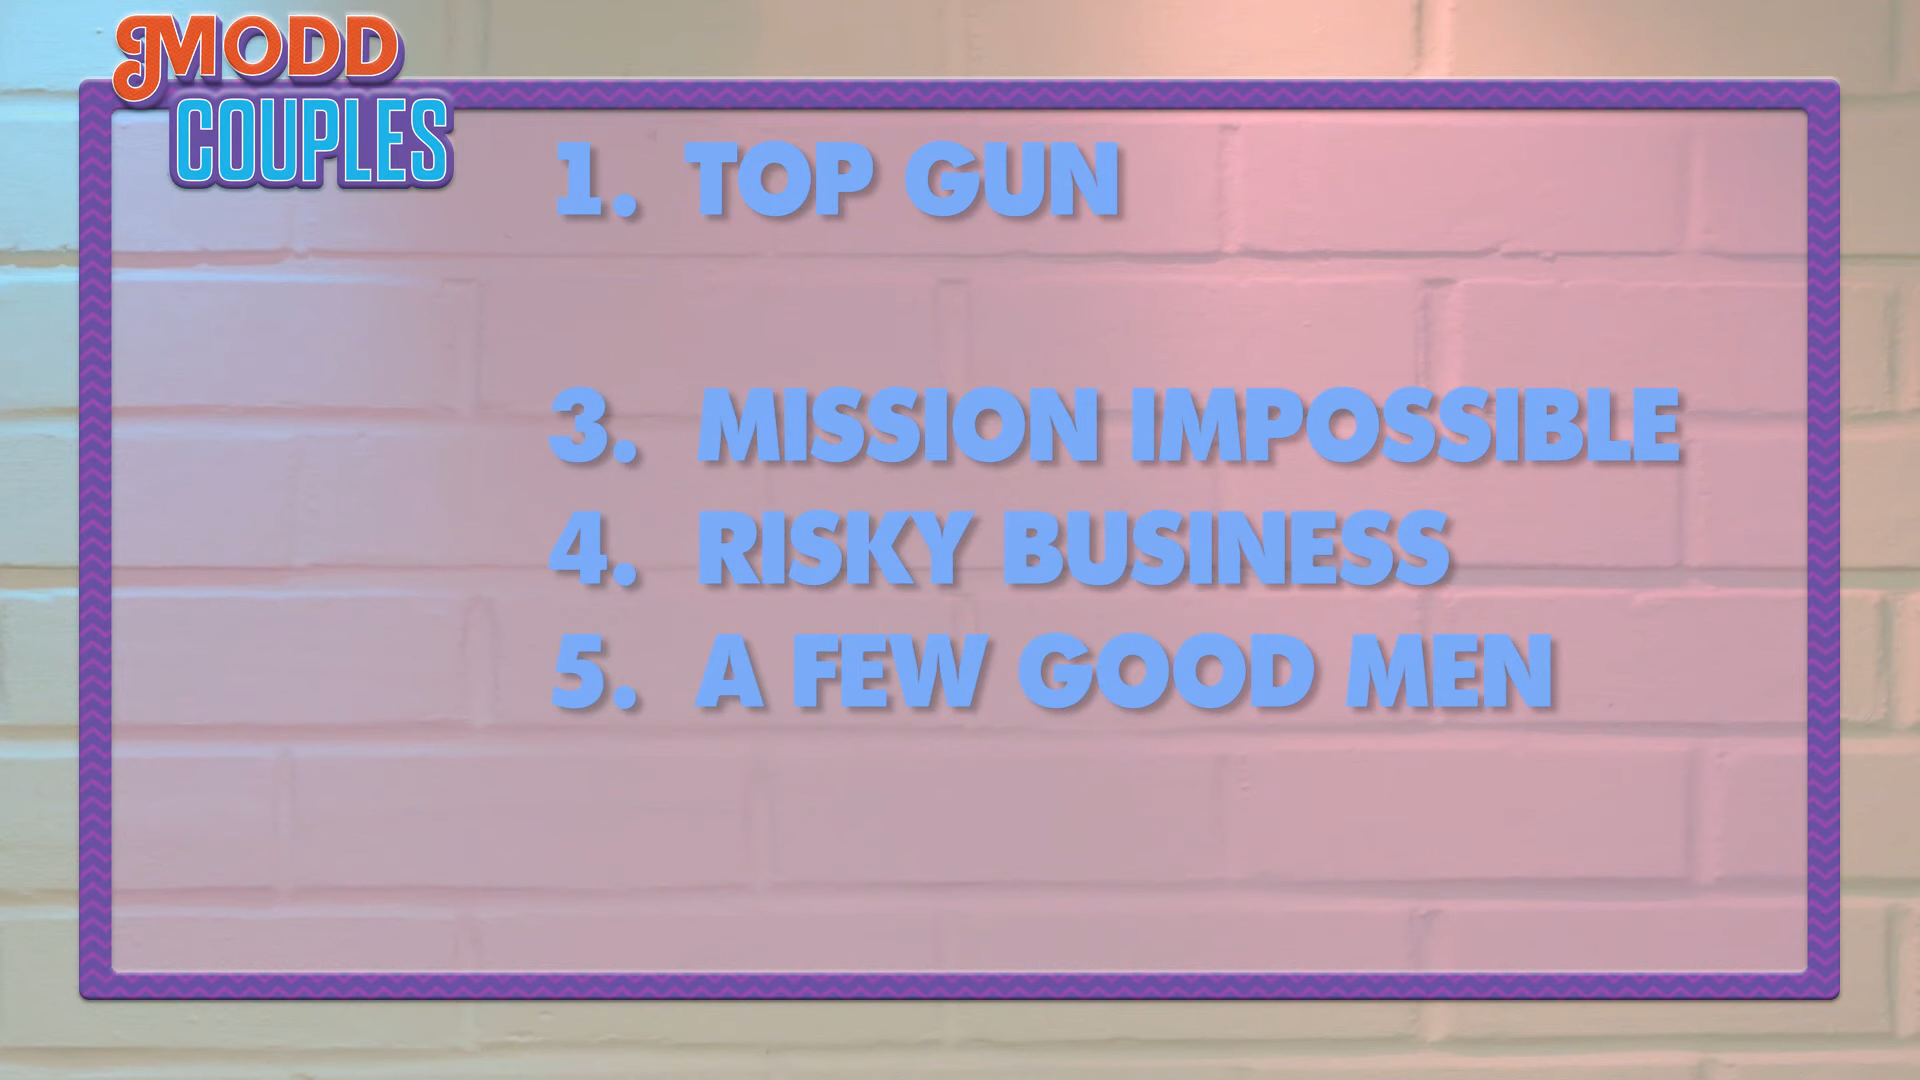 MODD
COUPLES
1. TOP GUN
3. MISSION IMPOSSIBLE
4. RISKY BUSINESS
5. A FEW GOOD MEN